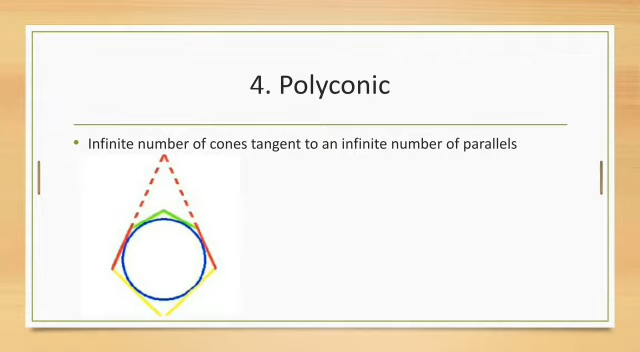 4. Polyconic
• Infinite number of cones tangent to an infinite number of parallels